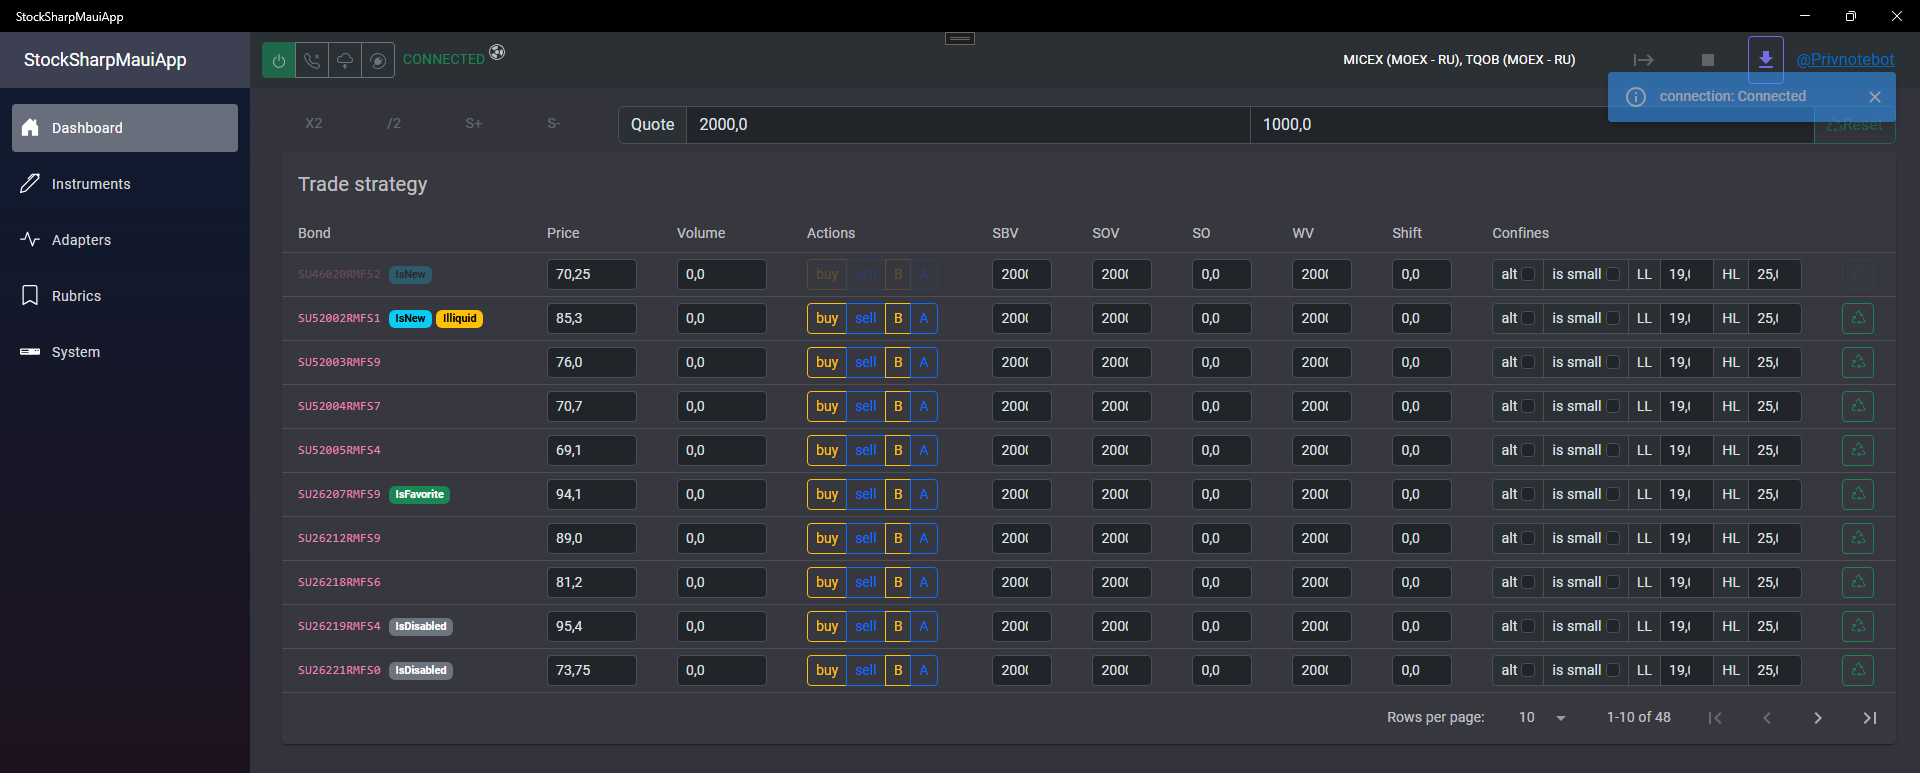 StockSharpMauiApp
StockSharpMauiApp
CONNECTED
MICEX (MOEX - RU), TQOB (MOEX - RU)
@Privnotebot
connection: Connected
Dashboard
Instruments
Adapters
Rubrics
System
X2 /2 S+ S-
Quote 2000,0 1000,0 Reset
Trade strategy
Bond Price Volume Actions SBV SOV SO WV Shift Confines
SU46020RMFS2 IsNew 70,25 0,0 buy sell B A 200( 200( 0,0 200( 0,0 alt is small LL 19,( HL 25,(
SU52002RMFS1 IsNew Illiquid 85,3 0,0 buy sell B A 200( 200( 0,0 200( 0,0 alt is small LL 19,( HL 25,(
SU52003RMFS9 76,0 0,0 buy sell B A 200( 200( 0,0 200( 0,0 alt is small LL 19,( HL 25,(
SU52004RMFS7 70,7 0,0 buy sell B A 200( 200( 0,0 200( 0,0 alt is small LL 19,( HL 25,(
SU52005RMFS4 69,1 0,0 buy sell B A 200( 200( 0,0 200( 0,0 alt is small LL 19,( HL 25,(
SU26207RMFS9 IsFavorite 94,1 0,0 buy sell B A 200( 200( 0,0 200( 0,0 alt is small LL 19,( HL 25,(
SU26212RMFS9 89,0 0,0 buy sell B A 200( 200( 0,0 200( 0,0 alt is small LL 19,( HL 25,(
SU26218RMFS6 81,2 0,0 buy sell B A 200( 200( 0,0 200( 0,0 alt is small LL 19,( HL 25,(
SU26219RMFS4 IsDisabled 95,4 0,0 buy sell B A 200( 200( 0,0 200( 0,0 alt is small LL 19,( HL 25,(
SU26221RMFS0 IsDisabled 73,75 0,0 buy sell B A 200( 200( 0,0 200( 0,0 alt is small LL 19,( HL 25,(
Rows per page: 10 1-10 of 48